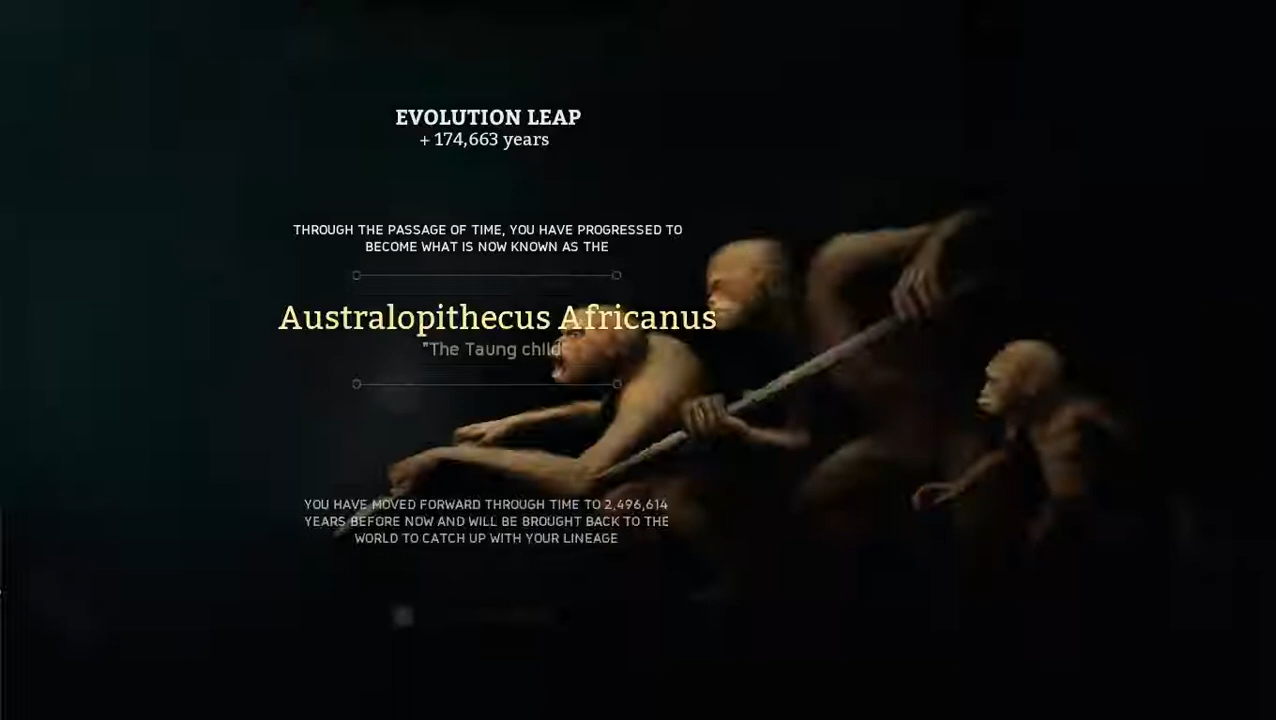 EVOLUTION LEAP
+ 174,663 years
THROUGH THE PASSAGE OF TIME, YOU HAVE PROGRESSED TO
BECOME WHAT IS NOW KNOWN AS THE
Australopithecus Africanus
"The Taung child"
YOU HAVE MOVED FORWARD THROUGH TIME TO 2,496,614
YEARS BEFORE NOW AND WILL BE BROUGHT BACK TO THE
WORLD TO CATCH UP WITH YOUR LINEAGE